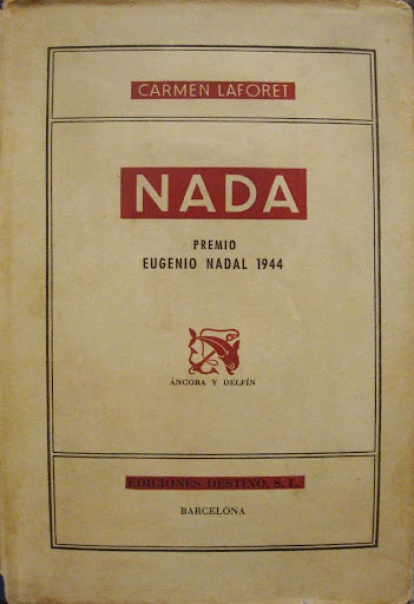 CARMEN LAFORET
NADA
PREMIO
EUGENIO NADAL 1944
ÁNCORA Y DELFÍN
EDICIONES DESTINO, S. L.
BARCELONA